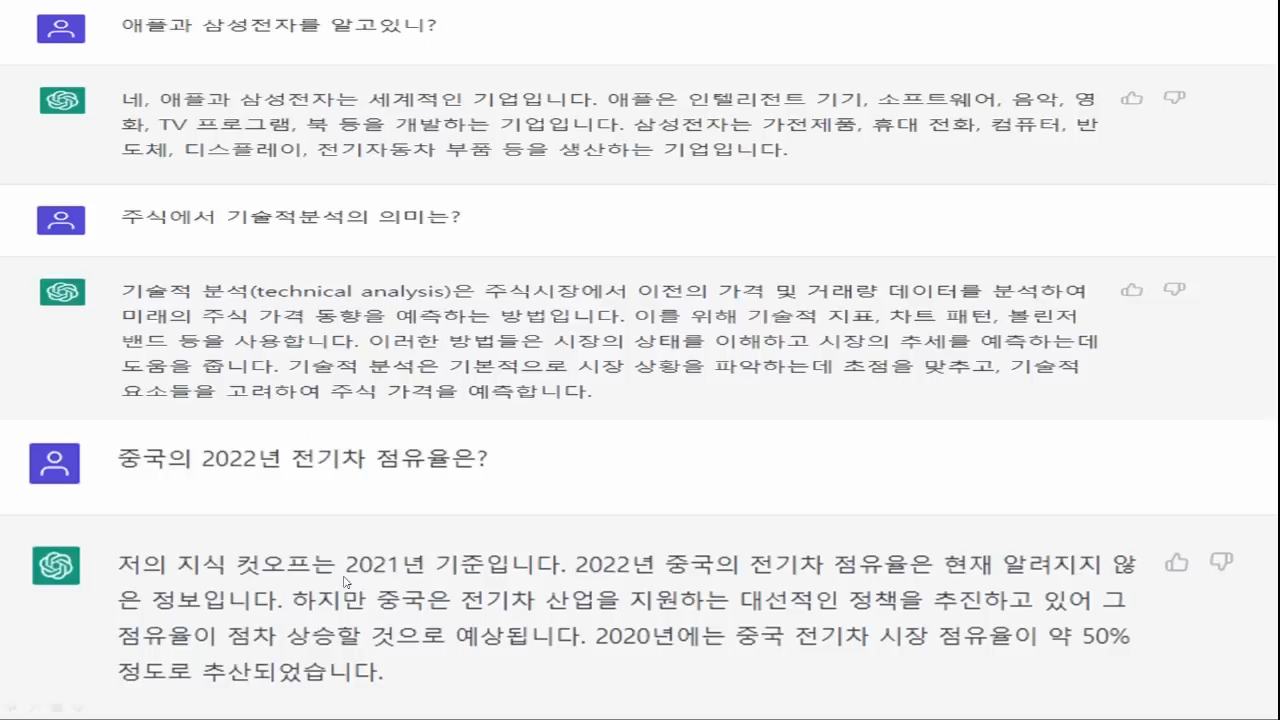 애플과 삼성전자를 알고있니?
네, 애플과 삼성전자는 세계적인 기업입니다. 애플은 인텔리전트 기기, 소프트웨어, 음악, 영
화, TV 프로그램, 북 등을 개발하는 기업입니다. 삼성전자는 가전제품, 휴대 전화, 컴퓨터, 반
도체, 디스플레이, 전기자동차 부품 등을 생산하는 기업입니다.
주식에서 기술적분석의 의미는?
기술적 분석(technical analysis)은 주식시장에서 이전의 가격 및 거래량 데이터를 분석하여
미래의 주식 가격 동향을 예측하는 방법입니다. 이를 위해 기술적 지표, 차트 패턴, 볼린저
밴드 등을 사용합니다. 이러한 방법들은 시장의 상태를 이해하고 시장의 추세를 예측하는데
도움을 줍니다. 기술적 분석은 기본적으로 시장 상황을 파악하는데 초점을 맞추고, 기술적
요소들을 고려하여 주식 가격을 예측합니다.
중국의 2022년 전기차 점유율은?
저의 지식 컷오프는 2021년 기준입니다. 2022년 중국의 전기차 점유율은 현재 알려지지 않
은 정보입니다. 하지만 중국은 전기차 산업을 지원하는 대선적인 정책을 추진하고 있어 그
점유율이 점차 상승할 것으로 예상됩니다. 2020년에는 중국 전기차 시장 점유율이 약 50%
정도로 추산되었습니다.